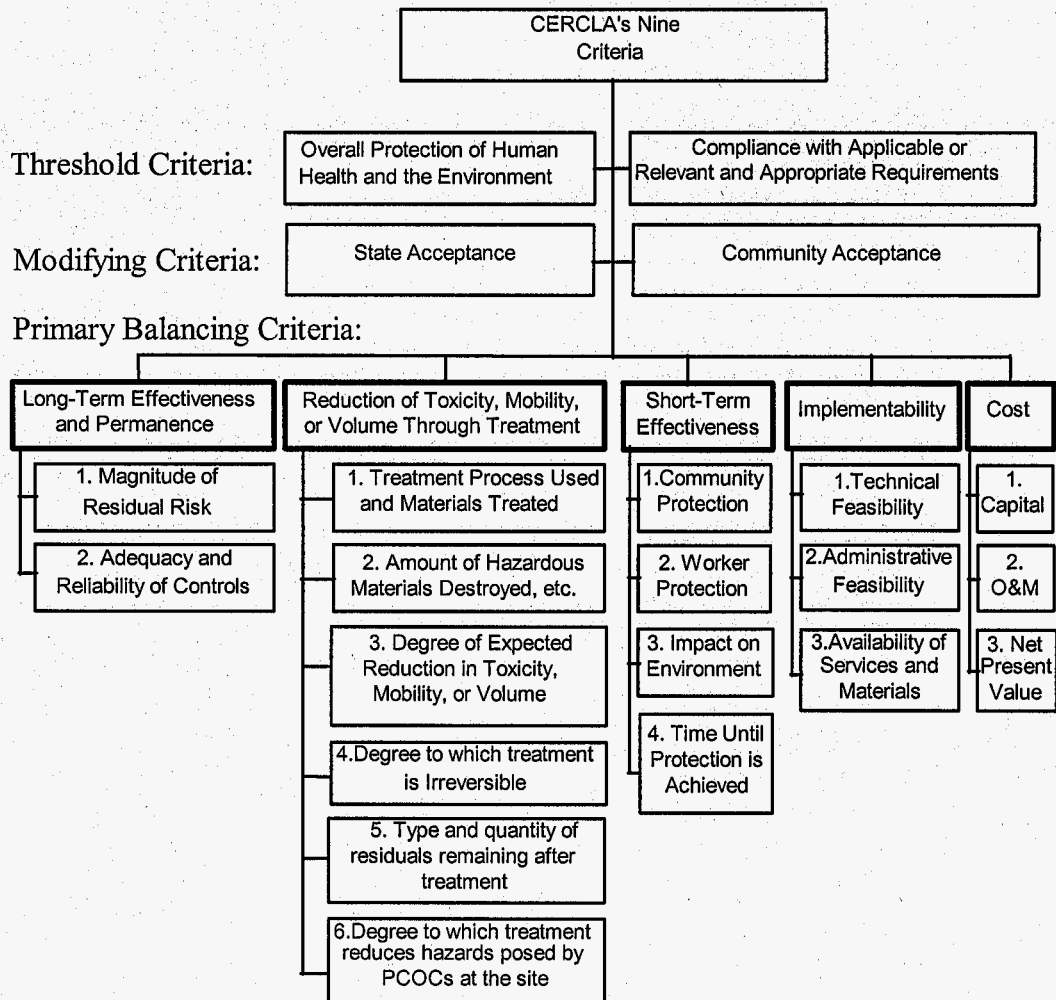 CERCLA's Nine
Criteria
Threshold Criteria:
Overall Protection of Human
Health and the Environment
Compliance with Applicable or
Relevant and Appropriate Requirements
Modifying Criteria:
State Acceptance
Community Acceptance
Primary Balancing Criteria:
Long-Term Effectiveness
and Permanence
1. Magnitude of
Residual Risk
2. Adequacy and
Reliability of Controls
Reduction of Toxicity, Mobility,
or Volume Through Treatment
1. Treatment Process Used
and Materials Treated
2. Amount of Hazardous
Materials Destroyed, etc.
3. Degree of Expected
Reduction in Toxicity,
Mobility, or Volume
4.Degree to which treatment
is Irreversible
5. Type and quantity of
residuals remaining after
treatment
6.Degree to which treatment
reduces hazards posed by
PCOCs at the site
Short-Term
Effectiveness
1.Community
Protection
2. Worker
Protection
3. Impact on
Environment
4. Time Until
Protection is
Achieved
Implementability
1.Technical
Feasibility
2.Administrative
Feasibility
3.Availability of
Services and
Materials
Cost
1.
Capital
2.
O&M
3. Net
Present
Value